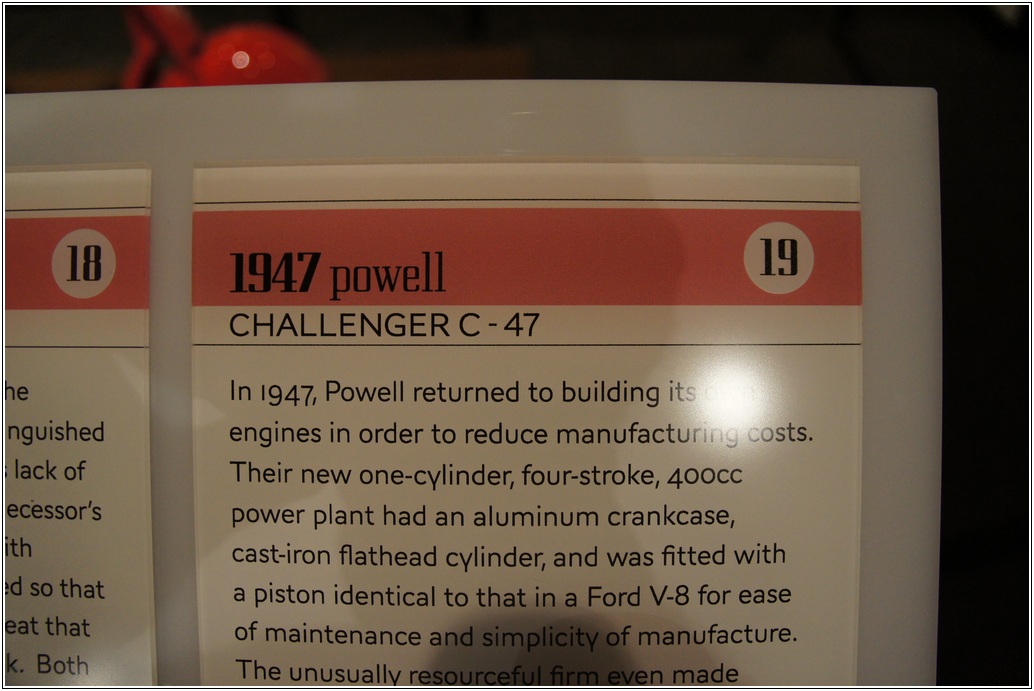 18
he
nguished
lack of
ecessor's
ith
ed so that
eat that
k. Both
1947 powell
19
CHALLENGER C - 47
In 1947, Powell returned to building its own
engines in order to reduce manufacturing costs.
Their new one-cylinder, four-stroke, 400cc
power plant had an aluminum crankcase,
cast-iron flathead cylinder, and was fitted with
a piston identical to that in a Ford V-8 for ease
of maintenance and simplicity of manufacture.
The unusually resourceful firm even made